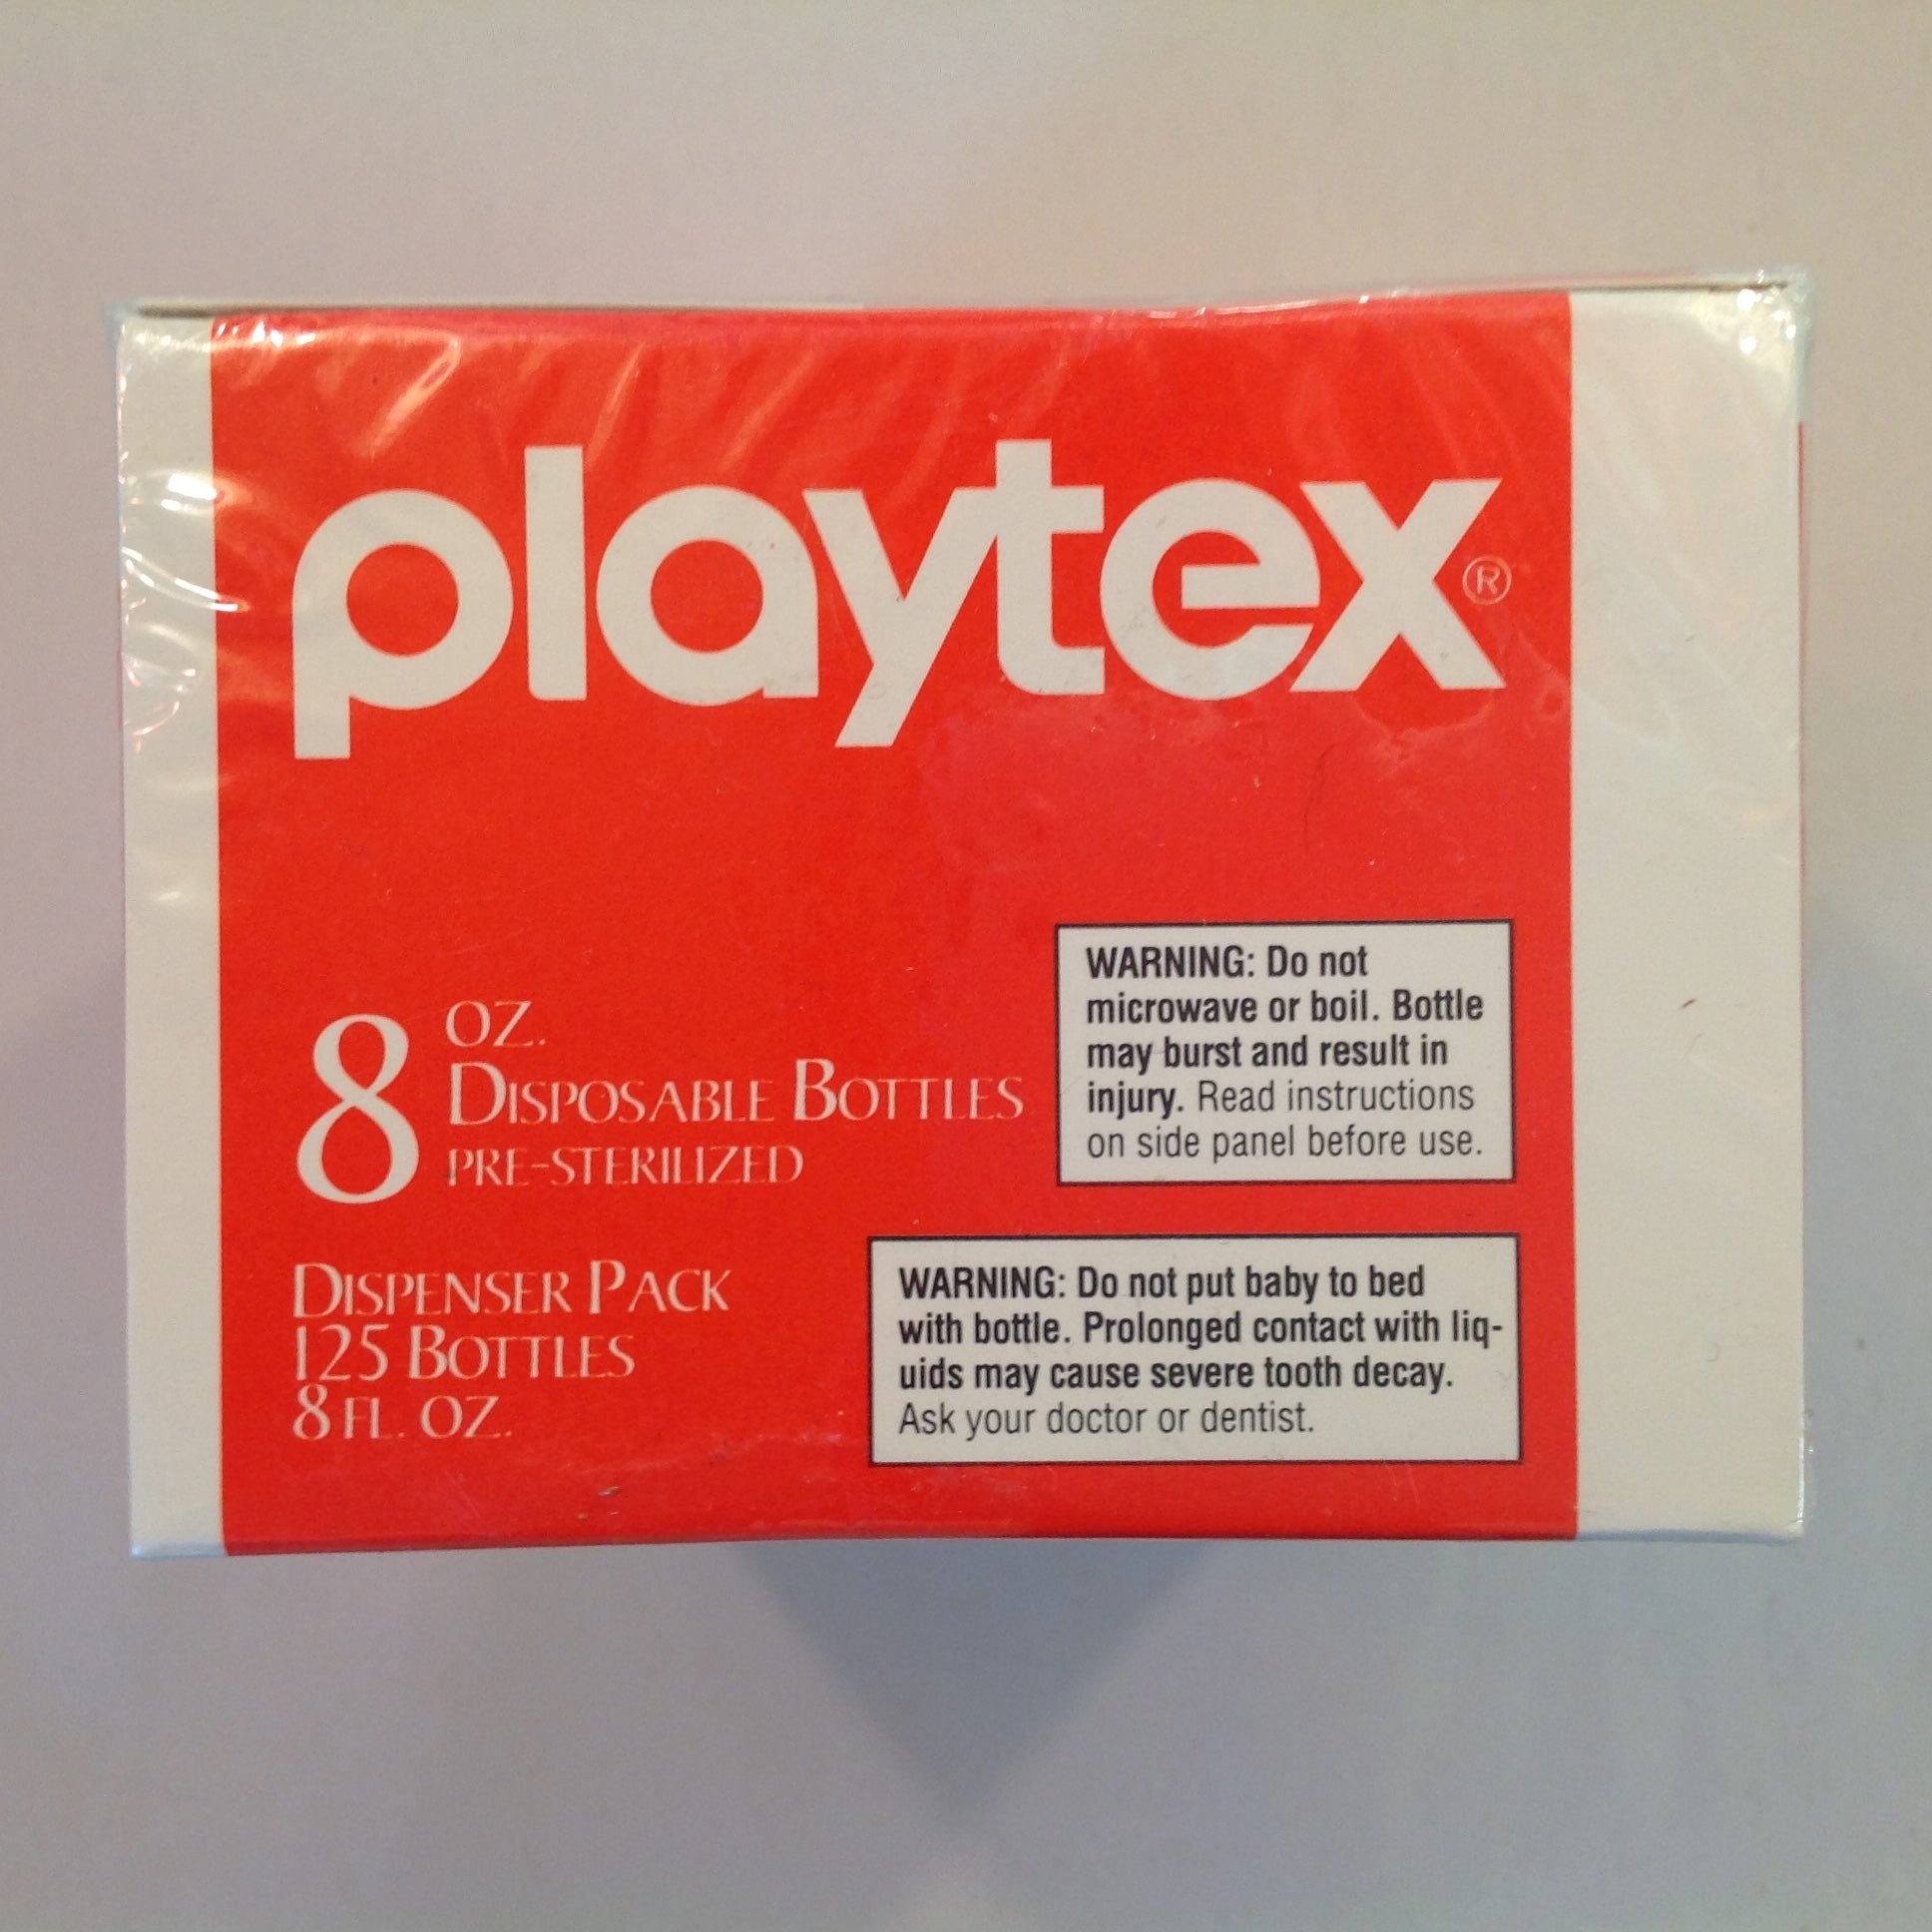 playtex®
8 OZ.
DISPOSABLE BOTTLES
PRE-STERILIZED
DISPENSER PACK
125 BOTTLES
8 FL. OZ.
WARNING: Do not
microwave or boil. Bottle
may burst and result in
injury. Read instructions
on side panel before use.
WARNING: Do not put baby to bed
with bottle. Prolonged contact with liq-
uids may cause severe tooth decay.
Ask your doctor or dentist.